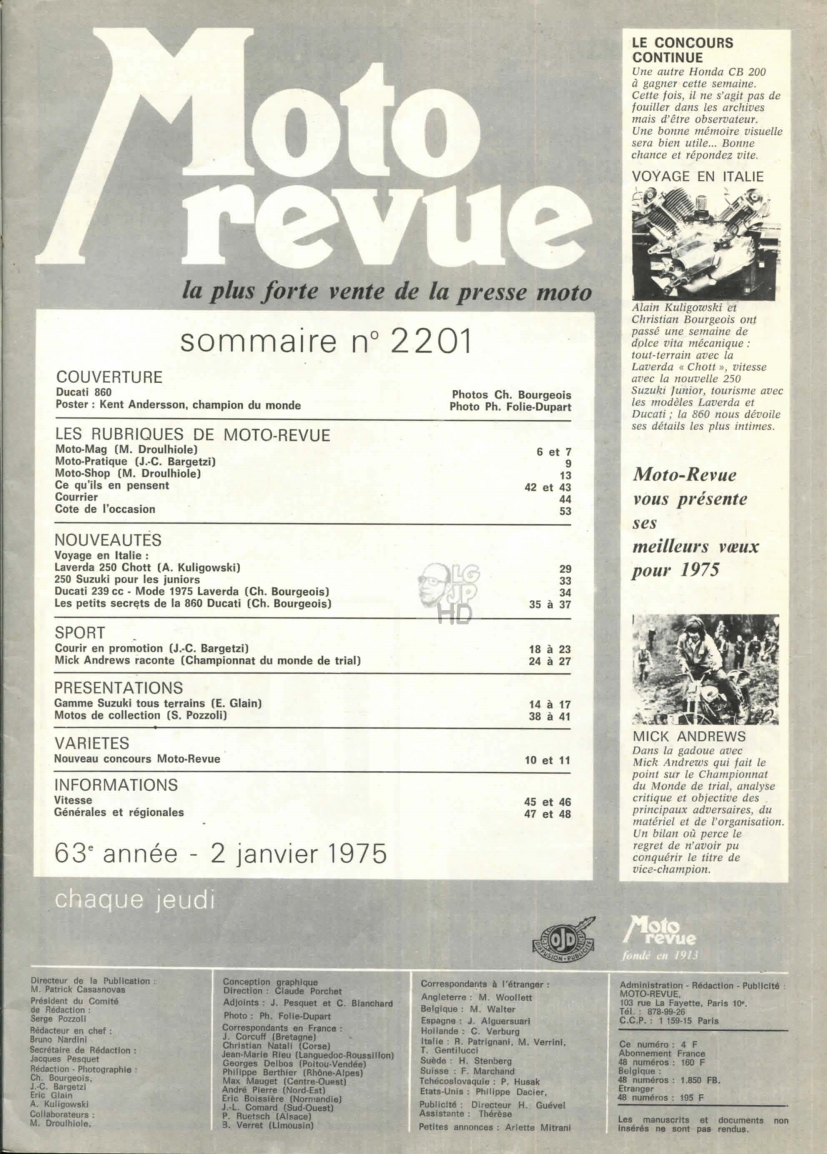 Moto
revue
la plus forte vente de la presse moto
sommaire nº 2201
COUVERTURE
Ducati 860 Photos Ch. Bourgeois
Poster : Kent Andersson, champion du monde Photo Ph. Folie-Dupart
LES RUBRIQUES DE MOTO-REVUE
Moto-Mag (M. Droulhiole) 6 et 7
Moto-Pratique (J.-C. Bargetzi) 9
Moto-Shop (M. Droulhiole) 13
Ce qu'ils en pensent 42 et 43
Courrier 44
Cote de l'occasion 53
NOUVEAUTES
Voyage en Italie :
Laverda 250 Chott (A. Kuligowski) 29
250 Suzuki pour les juniors 33
Ducati 239 cc - Mode 1975 Laverda (Ch. Bourgeois) 34
Les petits secrets de la 860 Ducati (Ch. Bourgeois) 35 à 37
LG
JP
HD
SPORT
Courir en promotion (J.-C. Bargetzi) 18 à 23
Mick Andrews raconte (Championnat du monde de trial) 24 à 27
PRESENTATIONS
Gamme Suzuki tous terrains (E. Glain) 14 à 17
Motos de collection (S. Pozzoli) 38 à 41
VARIETES
Nouveau concours Moto-Revue 10 et 11
INFORMATIONS
Vitesse 45 et 46
Générales et régionales 47 et 48
63e année - 2 janvier 1975
chaque jeudi
LE CONCOURS
CONTINUE
Une autre Honda CB 200
à gagner cette semaine.
Cette fois, il ne s'agit pas de
fouiller dans les archives
mais d'être observateur.
Une bonne mémoire visuelle
sera bien utile... Bonne
chance et répondez vite.
VOYAGE EN ITALIE
Alain Kuligowski et
Christian Bourgeois ont
passé une semaine de
dolce vita mécanique :
tout-terrain avec la
Laverda « Chott », vitesse
avec la nouvelle 250
Suzuki Junior, tourisme avec
les modèles Laverda et
Ducati ; la 860 nous dévoile
ses détails les plus intimes.
Moto-Revue
vous présente
ses
meilleurs vœux
pour 1975
MICK ANDREWS
Dans la gadoue avec
Mick Andrews qui fait le
point sur le Championnat
du Monde de trial, analyse
critique et objective des
principaux adversaires, du
matériel et de l'organisation.
Un bilan où perce le
regret de n'avoir pu
conquérir le titre de
vice-champion.
OJD
DIFFUSION-PUBLICITÉ
Moto
revue
fondé en 1913
Directeur de la Publication :
M. Patrick Casasnovas
Président du Comité
de Rédaction :
Serge Pozzoli
Rédacteur en chef :
Bruno Nardini
Secrétaire de Rédaction :
Jacques Pesquet
Rédaction - Photographie :
Ch. Bourgeois,
J.-C. Bargetzi
Eric Glain
A. Kuligowski
Collaborateurs :
M. Droulhiole,
Conception graphique
Direction : Claude Porchet
Adjoints : J. Pesquet et C. Blanchard
Photo : Ph. Folie-Dupart
Correspondants en France :
J. Corcuff (Bretagne)
Christian Natali (Corse)
Jean-Marie Rieu (Languedoc-Roussillon)
Georges Delbos (Poitou-Vendée)
Philippe Berthier (Rhône-Alpes)
Max Mauget (Centre-Ouest)
André Pierre (Nord-Est)
Eric Boissière (Normandie)
J.-L. Comard (Sud-Ouest)
P. Ruetsch (Alsace)
B. Verret (Limousin)
Correspondants à l'étranger :
Angleterre : M. Woollett
Belgique : M. Walter
Espagne : J. Alguersuari
Hollande : C. Verburg
Italie : R. Patrignani, M. Verrini,
T. Gentilucci
Suède : H. Stenberg
Suisse : F. Marchand
Tchécoslovaquie : P. Husak
Etats-Unis : Philippe Dacier,
Publicité : Directeur H. Guével
Assistante : Thérèse
Petites annonces : Arlette Mitrani
Administration - Rédaction - Publicité :
MOTO-REVUE,
103 rue La Fayette, Paris 10e.
Tél. : 878-99-26
C.C.P. : 1 159-15 Paris
Ce numéro : 4 F
Abonnement France
48 numéros : 160 F
Belgique :
48 numéros : 1.850 FB.
Etranger
48 numéros : 195 F
Les manuscrits et documents non
insérés ne sont pas rendus.